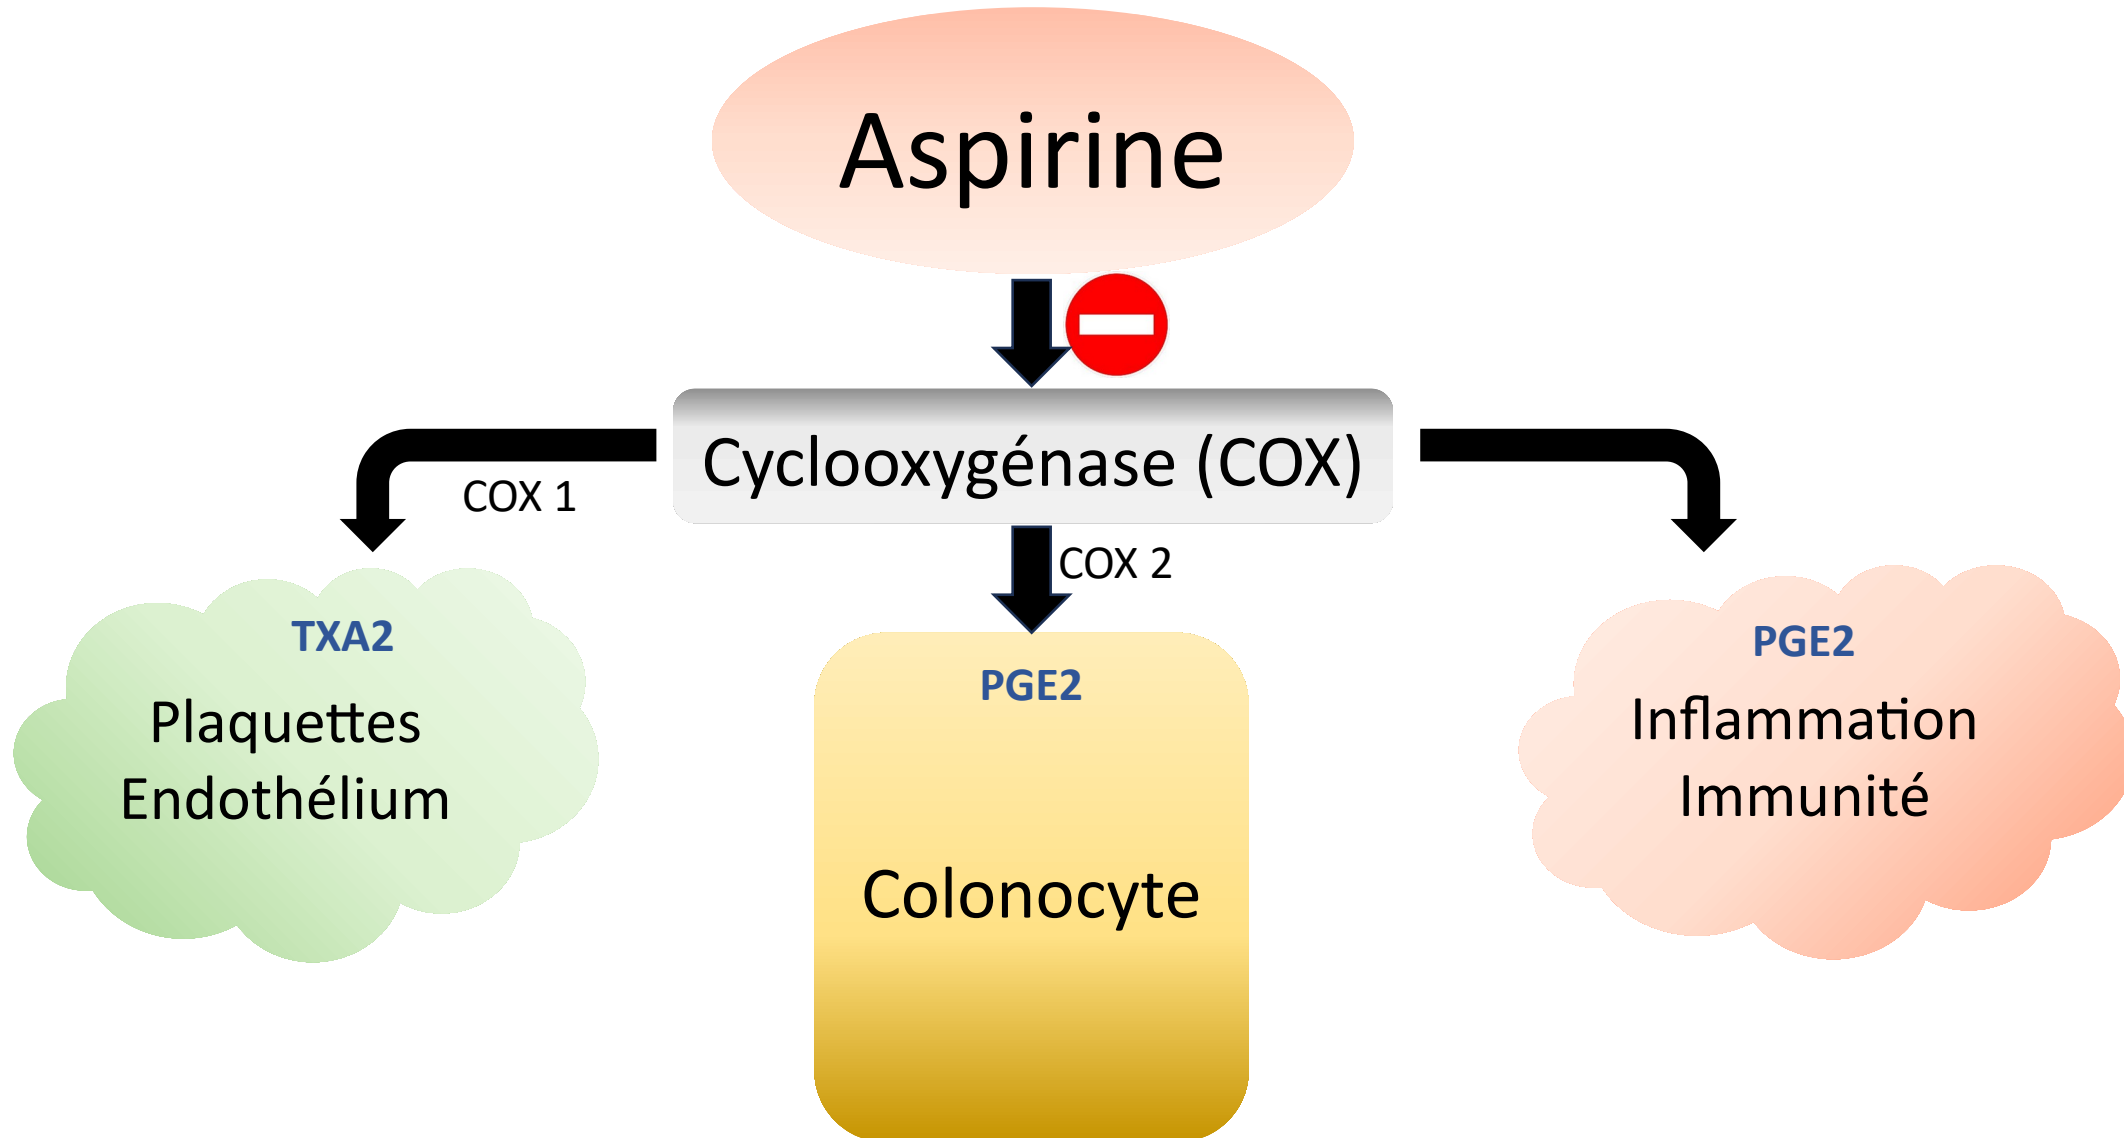 Aspirine
Cyclooxygénase (COX)
COX 1
COX 2
TXA2
Plaquettes
Endothélium
PGE2
Colonocyte
PGE2
Inflammation
Immunité